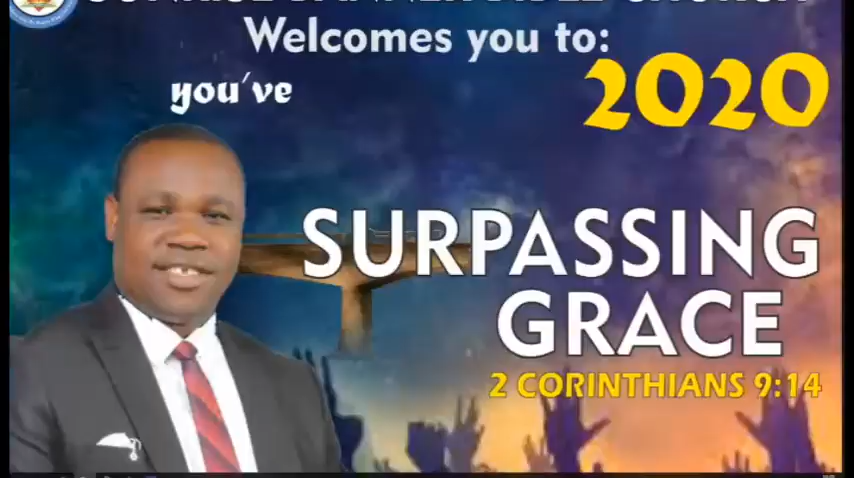 Welcomes you to:
you've
2020
SURPASSING
GRACE
2 CORINTHIANS 9:14